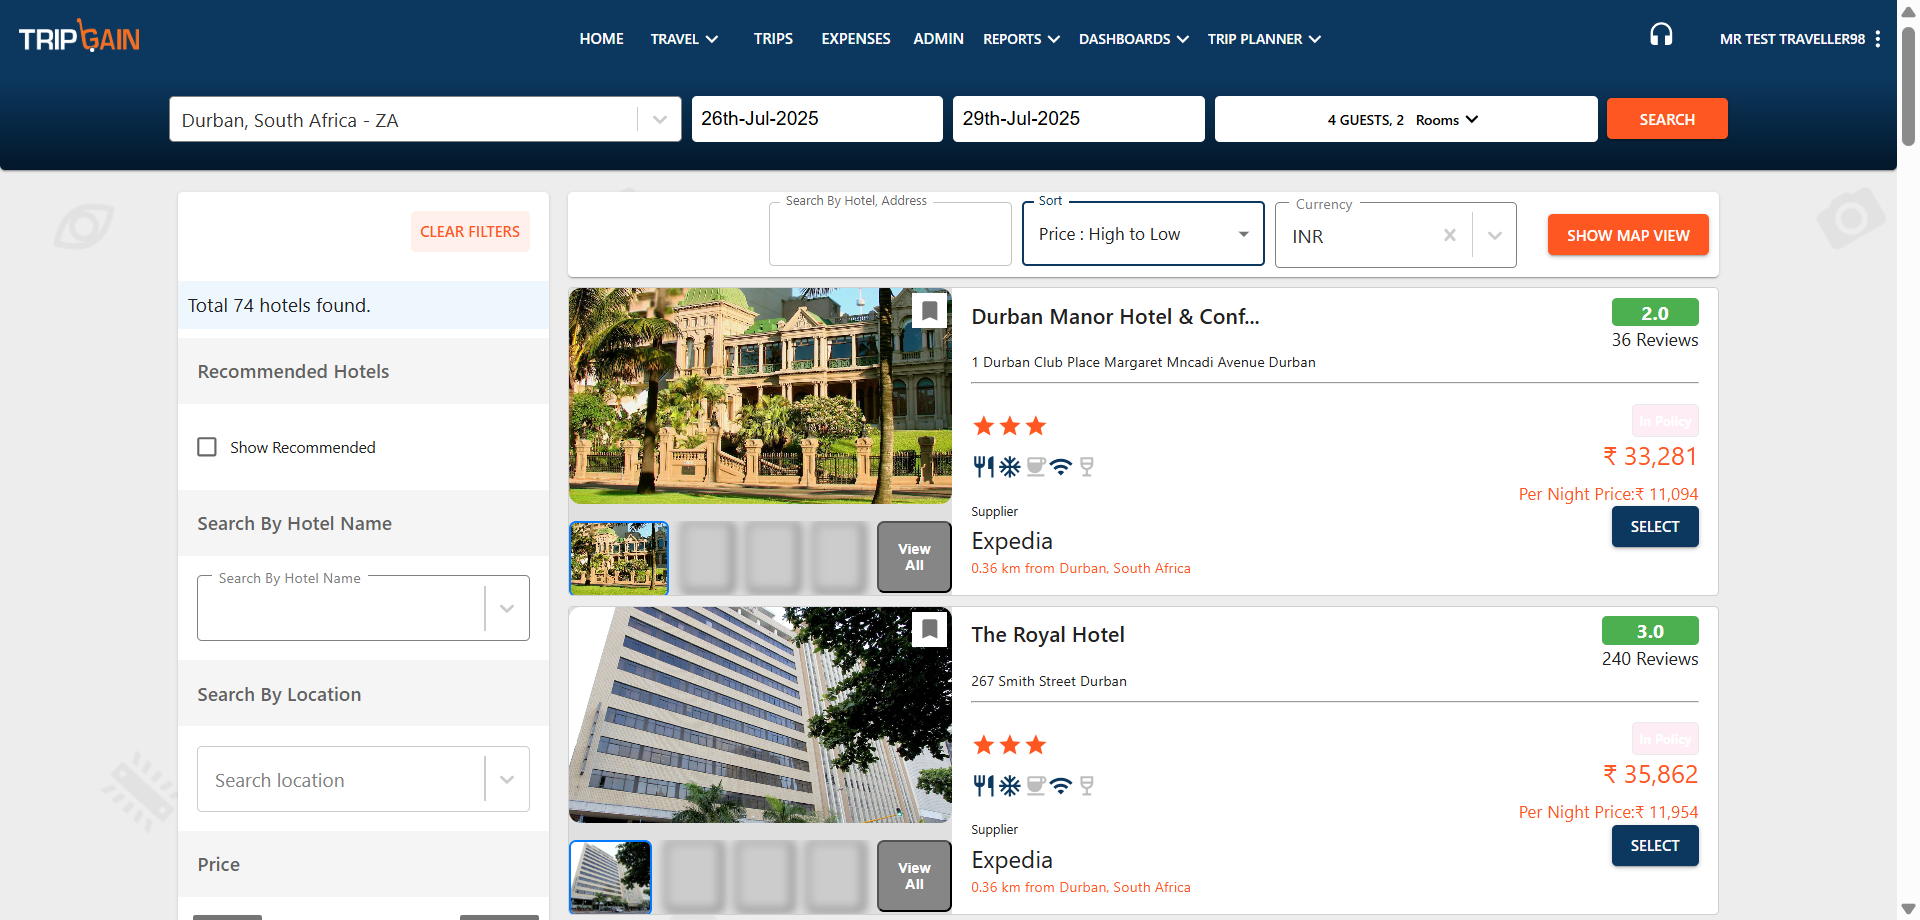 TRIPGAIN
HOME
TRAVEL
TRIPS
EXPENSES
ADMIN
REPORTS
DASHBOARDS
TRIP PLANNER
MR TEST TRAVELLER98
Durban, South Africa - ZA
26th-Jul-2025
29th-Jul-2025
4 GUESTS, 2 Rooms
SEARCH
CLEAR FILTERS
Total 74 hotels found.
Recommended Hotels
Show Recommended
Search By Hotel Name
Search By Hotel Name
Search By Location
Search location
Price
Search By Hotel, Address
Sort
Price : High to Low
Currency
INR
SHOW MAP VIEW
Durban Manor Hotel & Conf...
2.0
36 Reviews
1 Durban Club Place Margaret Mncadi Avenue Durban
In Policy
₹ 33,281
Per Night Price:₹ 11,094
Supplier
Expedia
0.36 km from Durban, South Africa
SELECT
View
All
The Royal Hotel
3.0
240 Reviews
267 Smith Street Durban
In Policy
₹ 35,862
Per Night Price:₹ 11,954
Supplier
Expedia
0.36 km from Durban, South Africa
SELECT
View
All